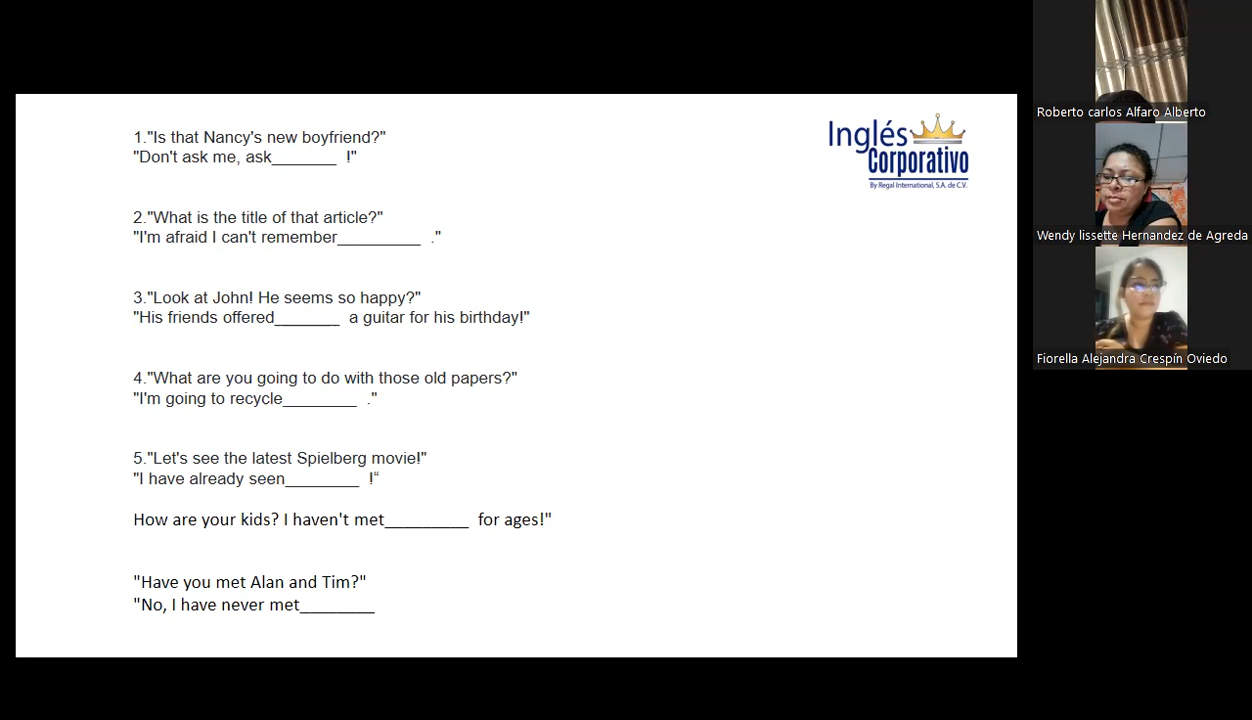 1."Is that Nancy's new boyfriend?"
"Don't ask me, ask_______ !"
2."What is the title of that article?"
"I'm afraid I can't remember_________ ."
3."Look at John! He seems so happy?"
"His friends offered_______ a guitar for his birthday!"
4."What are you going to do with those old papers?"
"I'm going to recycle________ ."
5."Let's see the latest Spielberg movie!"
"I have already seen________ !“
How are your kids? I haven't met_________ for ages!"
"Have you met Alan and Tim?"
"No, I have never met________
Inglés
Corporativo
By Regal International, S.A. de C.V.
Roberto carlos Alfaro Alberto
Wendy lissette Hernandez de Agreda
Fiorella Alejandra Crespín Oviedo